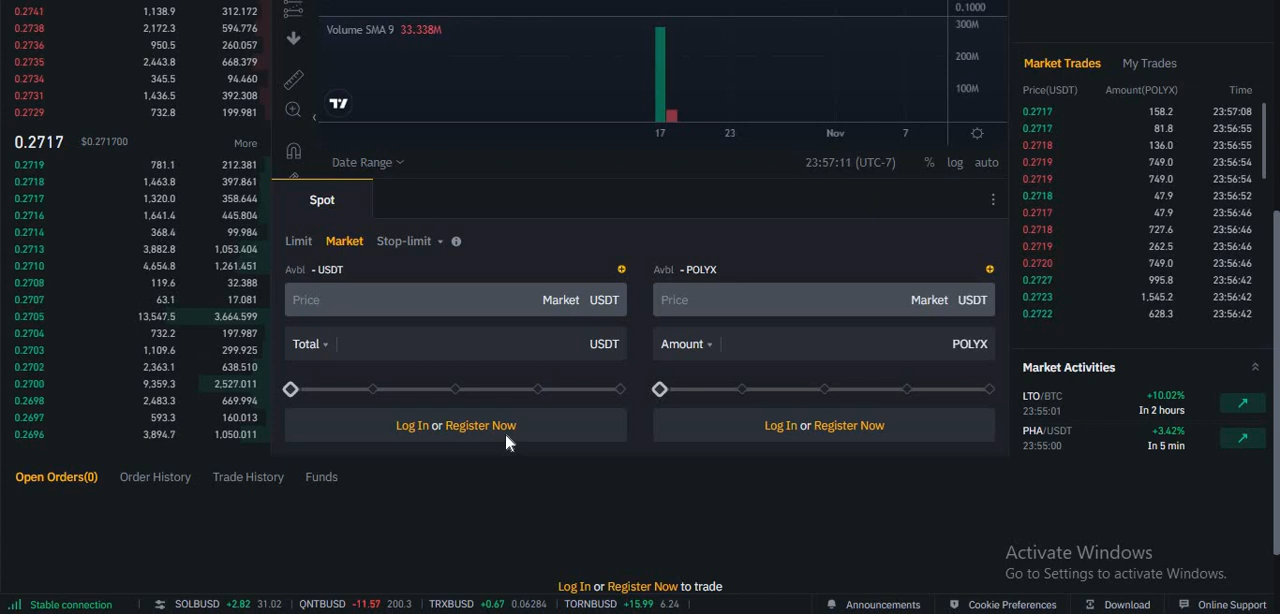 0.2741 1,138.9 312.172
0.2738 2,172.3 594.776
0.2736 950.5 260.057
0.2735 2,443.8 668.379
0.2734 345.5 94.460
0.2731 1,436.5 392.308
0.2729 732.8 199.981
0.2717 $0.271700 More
0.2719 781.1 212.381
0.2718 1,463.8 397.861
0.2717 1,320.0 358.644
0.2716 1,641.4 445.804
0.2714 368.4 99.984
0.2713 3,882.8 1,053.404
0.2710 4,654.8 1,261.451
0.2708 119.6 32.388
0.2707 63.1 17.081
0.2705 13,547.5 3,664.599
0.2704 732.2 197.987
0.2703 1,109.6 299.925
0.2702 2,363.1 638.510
0.2700 9,359.3 2,527.011
0.2698 2,483.3 669.994
0.2697 593.3 160.013
0.2696 3,894.7 1,050.011
0.1000
Volume SMA 9 33.338M
300M
200M
100M
17 23 Nov 7
Date Range 23:57:11 (UTC-7) % log auto
Spot
Limit Market Stop-limit
Avbl - USDT
Price Market USDT
Total USDT
Log In or Register Now
Avbl - POLYX
Price Market USDT
Amount POLYX
Log In or Register Now
Market Trades My Trades
Price(USDT) Amount(POLYX) Time
0.2717 158.2 23:57:08
0.2717 81.8 23:56:55
0.2718 136.0 23:56:55
0.2719 749.0 23:56:54
0.2719 749.0 23:56:54
0.2718 47.9 23:56:52
0.2717 47.9 23:56:46
0.2718 727.6 23:56:46
0.2719 262.5 23:56:46
0.2720 749.0 23:56:46
0.2727 995.8 23:56:42
0.2723 1,545.2 23:56:42
0.2722 628.3 23:56:42
Market Activities
LTO/BTC +10.02%
23:55:01 In 2 hours
PHA/USDT +3.42%
23:55:00 In 5 min
Open Orders(0) Order History Trade History Funds
Activate Windows
Go to Settings to activate Windows.
Log In or Register Now to trade
Stable connection SOLBUSD +2.82 31.02 QNTBUSD -11.57 200.3 TRXBUSD +0.67 0.06284 TORNBUSD +15.99 6.24 Announcements Cookie Preferences Download Online Support